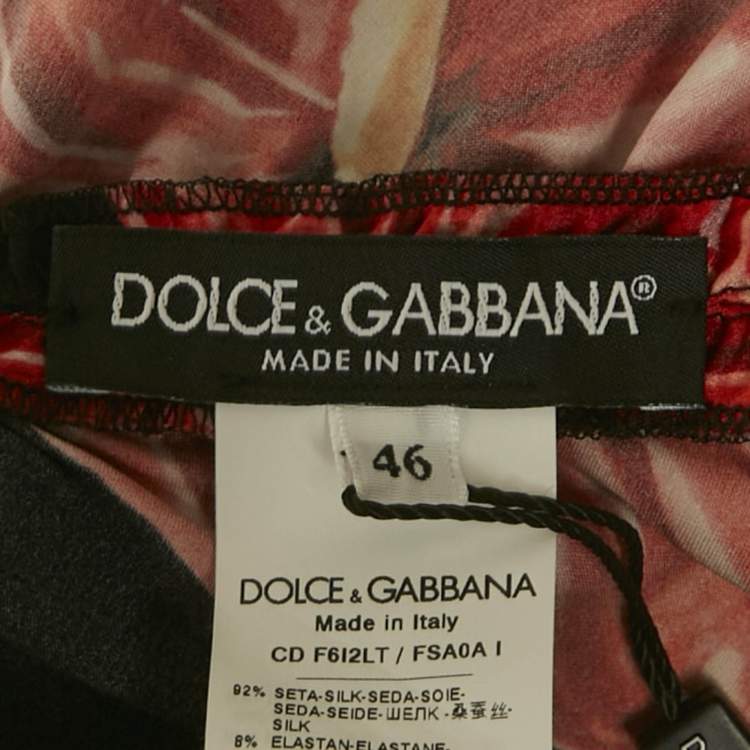 DOLCE & GABBANA®
MADE IN ITALY
46
DOLCE & GABBANA
Made in Italy
CD F6I2LT / FSA0A I
92% SETA-SILK-SEDA-SOIE-
SEDA-SEIDE-ШЕЛК-桑蚕丝-
SILK
8% ELASTAN-ELASTANE-